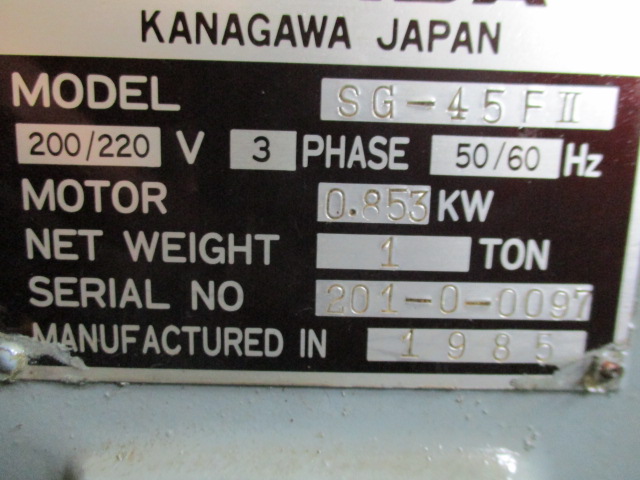 KANAGAWA JAPAN
MODEL SG-45FII
200/220 V 3 PHASE 50/60 Hz
MOTOR 0.853 KW
NET WEIGHT 1 TON
SERIAL NO 201-0-0097
MANUFACTURED IN 1985